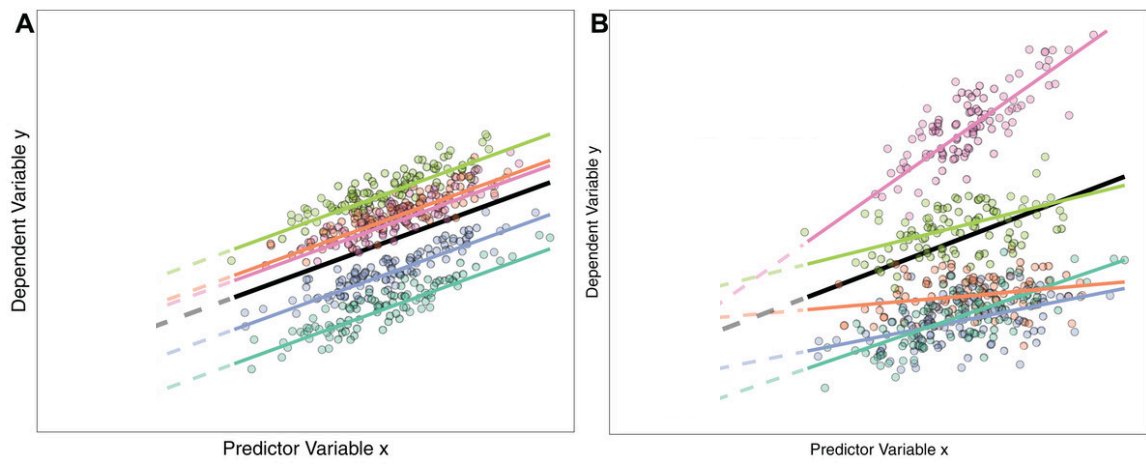 A
B
Dependent Variable y
Predictor Variable x
Dependent Variable y
Predictor Variable x